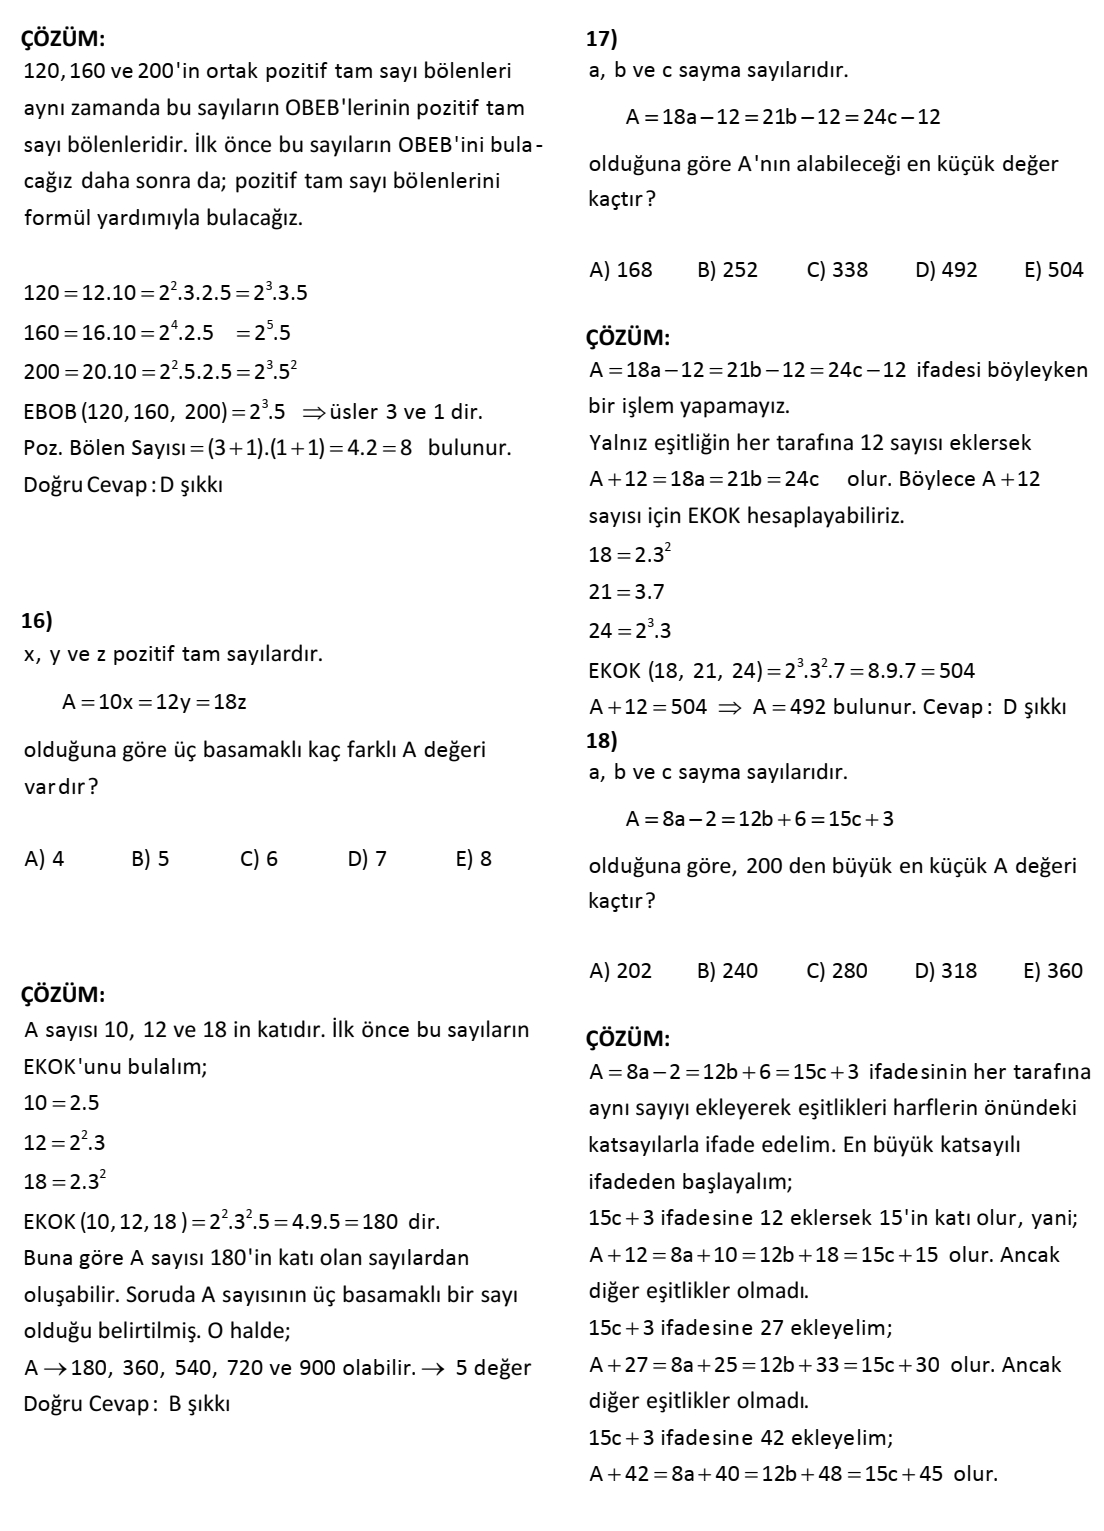 ÇÖZÜM:
120, 160 ve 200'in ortak pozitif tam sayı bölenleri
aynı zamanda bu sayıların OBEB'lerinin pozitif tam
sayı bölenleridir. İlk önce bu sayıların OBEB'ini bula-
cağız daha sonra da; pozitif tam sayı bölenlerini
formül yardımıyla bulacağız.
120 = 12.10 = 2².3.2.5 = 2³.3.5
160 = 16.10 = 2⁴.2.5 = 2⁵.5
200 = 20.10 = 2².5.2.5 = 2³.5²
EBOB (120, 160, 200) = 2³.5 ⇒ üsler 3 ve 1 dir.
Poz. Bölen Sayısı = (3+1).(1+1) = 4.2 = 8 bulunur.
Doğru Cevap : D şıkkı
16)
x, y ve z pozitif tam sayılardır.
A = 10x = 12y = 18z
olduğuna göre üç basamaklı kaç farklı A değeri
vardır?
A) 4 B) 5 C) 6 D) 7 E) 8
ÇÖZÜM:
A sayısı 10, 12 ve 18 in katıdır. İlk önce bu sayıların
EKOK'unu bulalım;
10 = 2.5
12 = 2².3
18 = 2.3²
EKOK (10, 12, 18 ) = 2².3².5 = 4.9.5 = 180 dir.
Buna göre A sayısı 180'in katı olan sayılardan
oluşabilir. Soruda A sayısının üç basamaklı bir sayı
olduğu belirtilmiş. O halde;
A → 180, 360, 540, 720 ve 900 olabilir. → 5 değer
Doğru Cevap : B şıkkı
17)
a, b ve c sayma sayılarıdır.
A = 18a − 12 = 21b − 12 = 24c − 12
olduğuna göre A'nın alabileceği en küçük değer
kaçtır?
A) 168 B) 252 C) 338 D) 492 E) 504
ÇÖZÜM:
A = 18a − 12 = 21b − 12 = 24c − 12 ifadesi böyleyken
bir işlem yapamayız.
Yalnız eşitliğin her tarafına 12 sayısı eklersek
A + 12 = 18a = 21b = 24c olur. Böylece A + 12
sayısı için EKOK hesaplayabiliriz.
18 = 2.3²
21 = 3.7
24 = 2³.3
EKOK (18, 21, 24) = 2³.3².7 = 8.9.7 = 504
A + 12 = 504 ⇒ A = 492 bulunur. Cevap : D şıkkı
18)
a, b ve c sayma sayılarıdır.
A = 8a − 2 = 12b + 6 = 15c + 3
olduğuna göre, 200 den büyük en küçük A değeri
kaçtır?
A) 202 B) 240 C) 280 D) 318 E) 360
ÇÖZÜM:
A = 8a − 2 = 12b + 6 = 15c + 3 ifadesinin her tarafına
aynı sayıyı ekleyerek eşitlikleri harflerin önündeki
katsayılarla ifade edelim. En büyük katsayılı
ifadeden başlayalım;
15c + 3 ifadesine 12 eklersek 15'in katı olur, yani;
A + 12 = 8a + 10 = 12b + 18 = 15c + 15 olur. Ancak
diğer eşitlikler olmadı.
15c + 3 ifadesine 27 ekleyelim;
A + 27 = 8a + 25 = 12b + 33 = 15c + 30 olur. Ancak
diğer eşitlikler olmadı.
15c + 3 ifadesine 42 ekleyelim;
A + 42 = 8a + 40 = 12b + 48 = 15c + 45 olur.